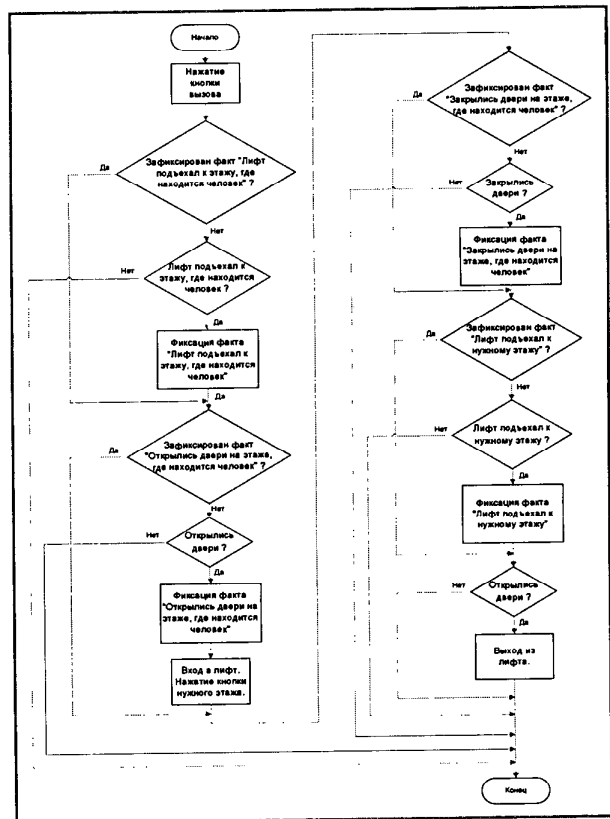 Начало
Нажатие
кнопки
вызова
Зафиксирован факт "Лифт
подъехал к этажу, где
находится человек" ?
Да
Нет
Лифт подъехал к
этажу, где находится
человек ?
Нет
Да
Фиксация факта
"Лифт подъехал к
этажу, где находится
человек"
Да
Зафиксирован факт
"Открылись двери на этаже,
где находится человек" ?
Да
Нет
Открылись
двери ?
Нет
Да
Фиксация факта
"Открылись двери на
этаже, где находится
человек"
Вход в лифт.
Нажатие кнопки
нужного этажа.
Зафиксирован факт
"Закрылись двери на этаже,
где находится человек" ?
Да
Нет
Закрылись
двери ?
Нет
Да
Фиксация факта
"Закрылись двери на
этаже, где находится
человек"
Зафиксирован факт
"Лифт подъехал к
нужному этажу" ?
Да
Нет
Лифт подъехал к
нужному этажу ?
Нет
Да
Фиксация факта
"Лифт подъехал к
нужному этажу"
Открылись
двери ?
Нет
Да
Выход из
лифта.
Конец